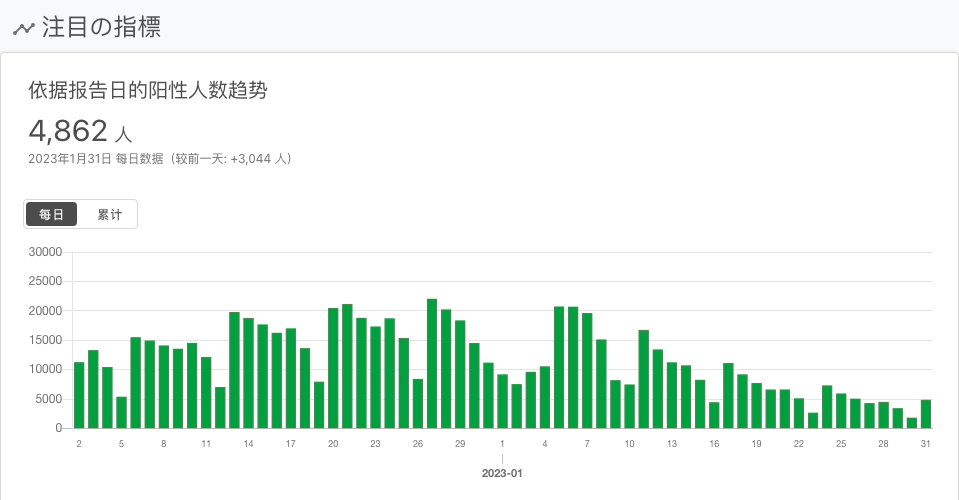 注目の指標
依据报告日的阳性人数趋势
4,862 人
2023年1月31日 每日数据（较前一天: +3,044 人）
每日 累计
30000
25000
20000
15000
10000
5000
0
2 5 8 11 14 17 20 23 26 29 1 4 7 10 13 16 19 22 25 28 31
2023-01